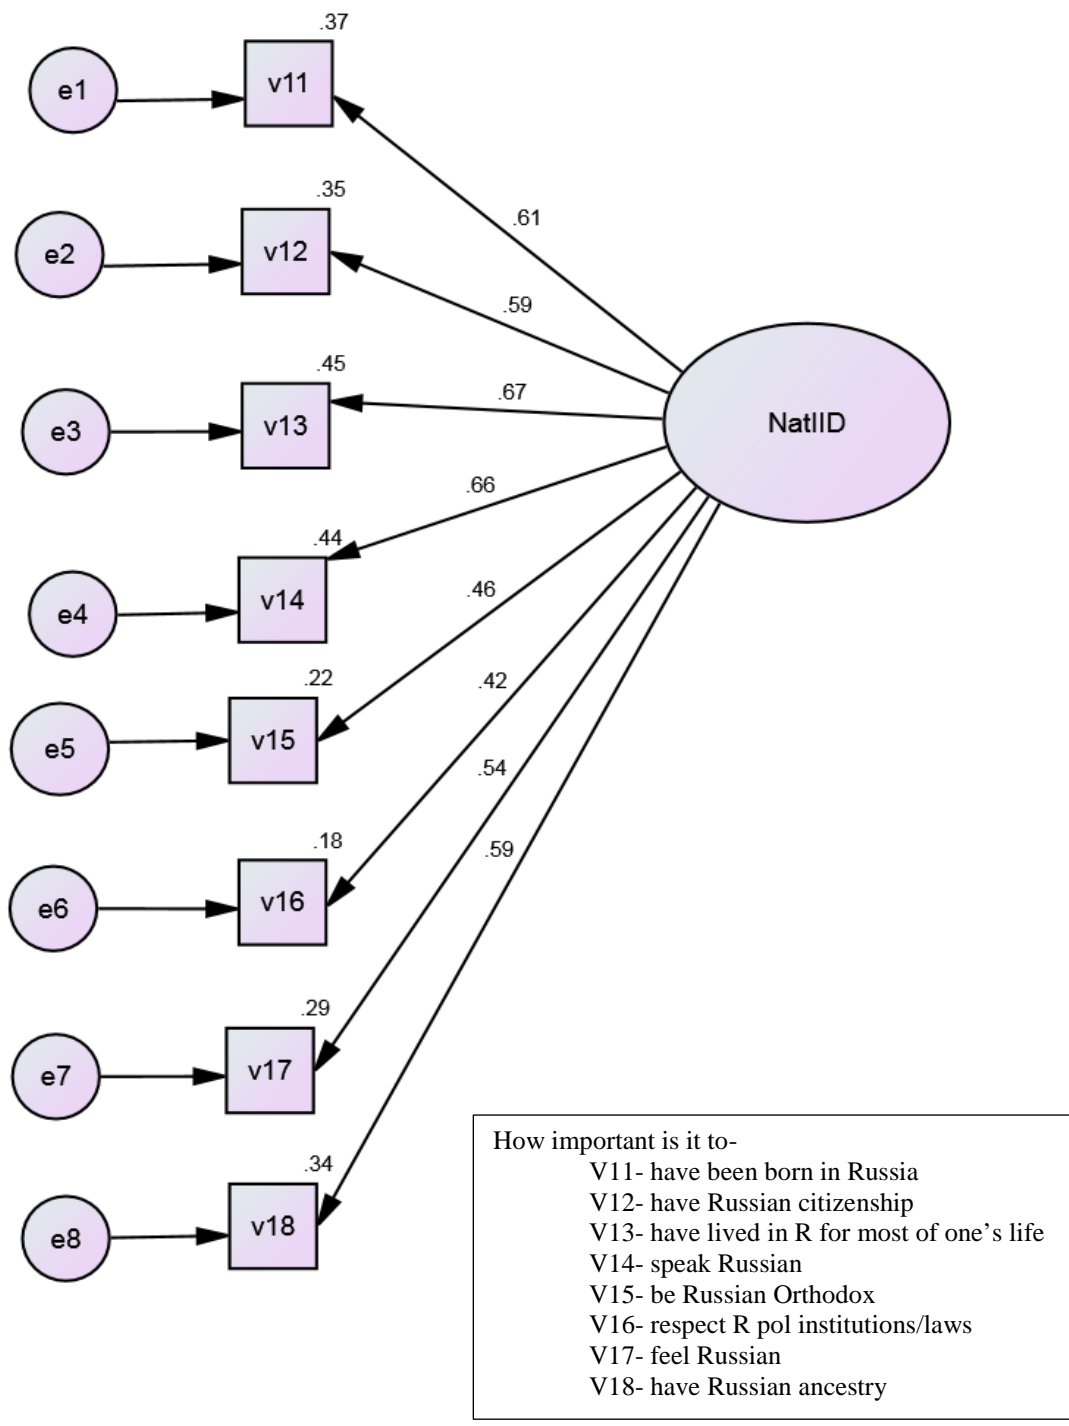 .37
e1
v11
.61
.35
e2
v12
.59
.45
e3
v13
.67
NatIID
.66
.44
e4
v14
.46
.22
e5
v15
.42
.18
e6
v16
.54
.59
.29
e7
v17
.34
e8
v18
How important is it to-
V11- have been born in Russia
V12- have Russian citizenship
V13- have lived in R for most of one’s life
V14- speak Russian
V15- be Russian Orthodox
V16- respect R pol institutions/laws
V17- feel Russian
V18- have Russian ancestry